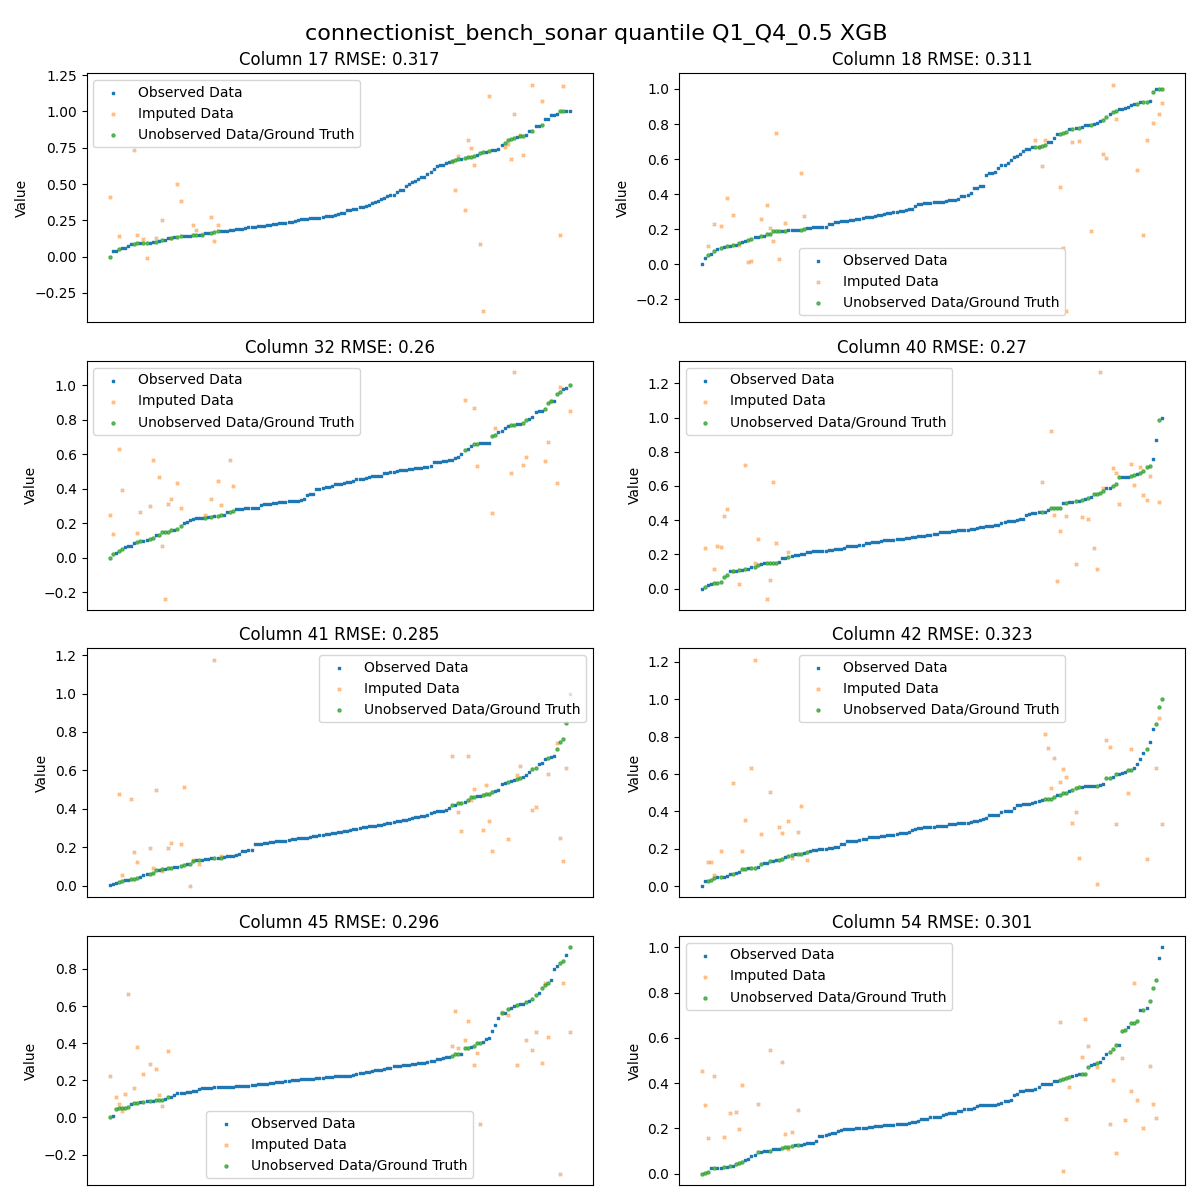 connectionist_bench_sonar quantile Q1_Q4_0.5 XGB
Column 17 RMSE: 0.317
1.25
1.00
0.75
0.50
0.25
0.00
−0.25
Value
Observed Data
Imputed Data
Unobserved Data/Ground Truth
Column 18 RMSE: 0.311
1.0
0.8
0.6
0.4
0.2
0.0
−0.2
Value
Observed Data
Imputed Data
Unobserved Data/Ground Truth
Column 32 RMSE: 0.26
1.0
0.8
0.6
0.4
0.2
0.0
−0.2
Value
Observed Data
Imputed Data
Unobserved Data/Ground Truth
Column 40 RMSE: 0.27
1.2
1.0
0.8
0.6
0.4
0.2
0.0
Value
Observed Data
Imputed Data
Unobserved Data/Ground Truth
Column 41 RMSE: 0.285
1.2
1.0
0.8
0.6
0.4
0.2
0.0
Value
Observed Data
Imputed Data
Unobserved Data/Ground Truth
Column 42 RMSE: 0.323
1.2
1.0
0.8
0.6
0.4
0.2
0.0
Value
Observed Data
Imputed Data
Unobserved Data/Ground Truth
Column 45 RMSE: 0.296
0.8
0.6
0.4
0.2
0.0
−0.2
Value
Observed Data
Imputed Data
Unobserved Data/Ground Truth
Column 54 RMSE: 0.301
1.0
0.8
0.6
0.4
0.2
0.0
Value
Observed Data
Imputed Data
Unobserved Data/Ground Truth